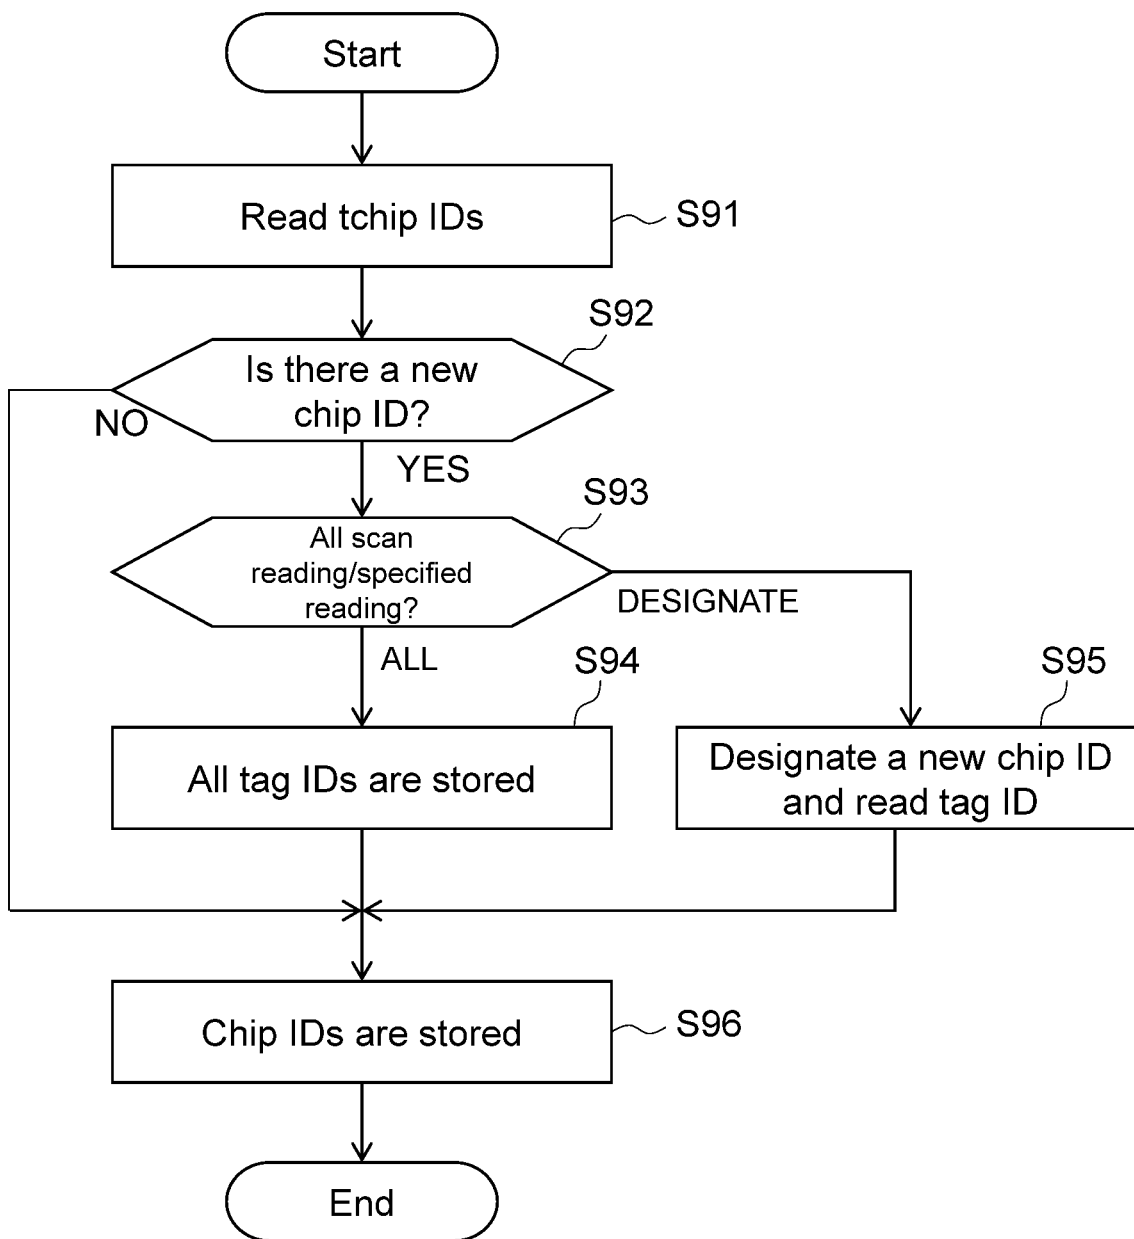 Start
Read tchip IDs
S91
S92
Is there a new
chip ID?
NO
YES
S93
All scan
reading/specified
reading?
DESIGNATE
ALL
S94
S95
All tag IDs are stored
Designate a new chip ID
and read tag ID
Chip IDs are stored
S96
End